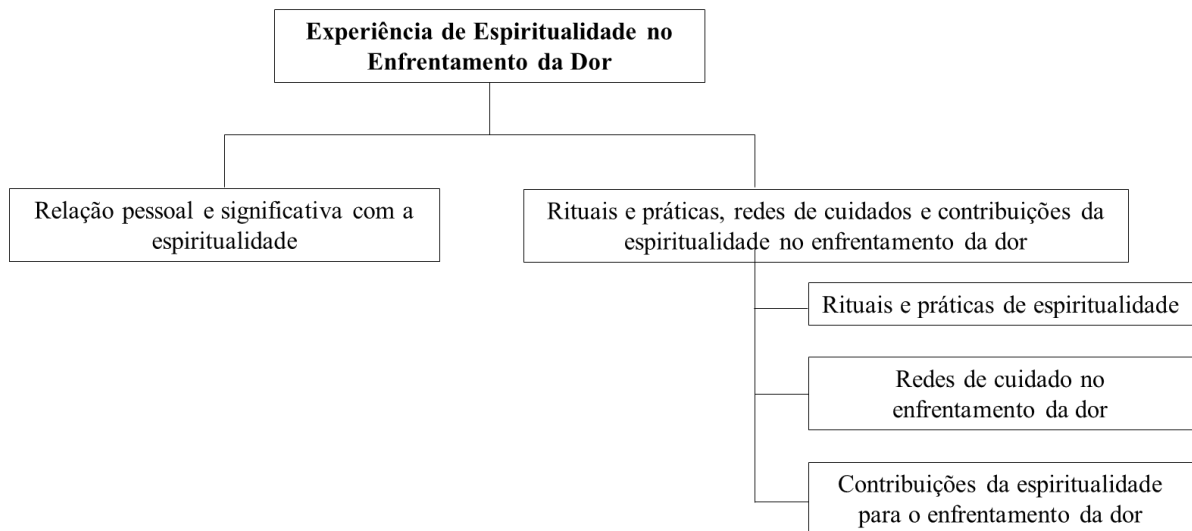 Experiência de Espiritualidade no
Enfrentamento da Dor
Relação pessoal e significativa com a
espiritualidade
Rituais e práticas, redes de cuidados e contribuições da
espiritualidade no enfrentamento da dor
Rituais e práticas de espiritualidade
Redes de cuidado no
enfrentamento da dor
Contribuições da espiritualidade
para o enfrentamento da dor